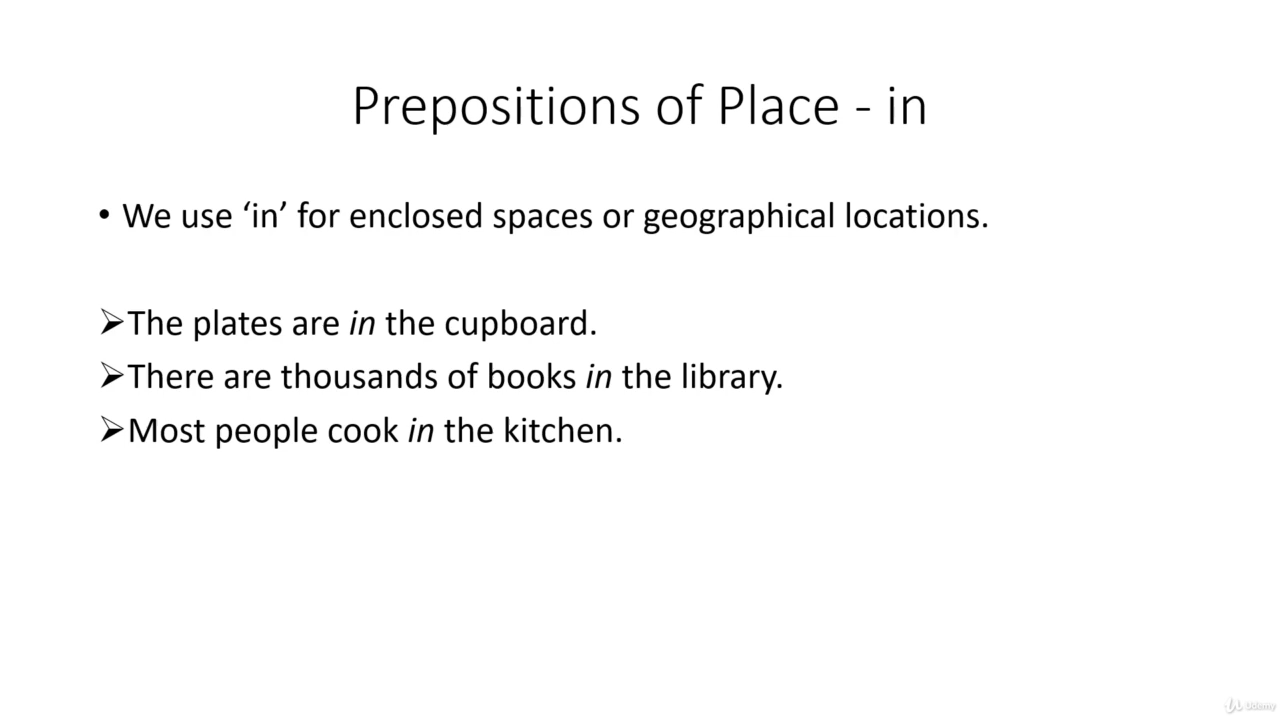 Prepositions of Place - in
• We use ‘in’ for enclosed spaces or geographical locations.
➢The plates are in the cupboard.
➢There are thousands of books in the library.
➢Most people cook in the kitchen.
Udemy